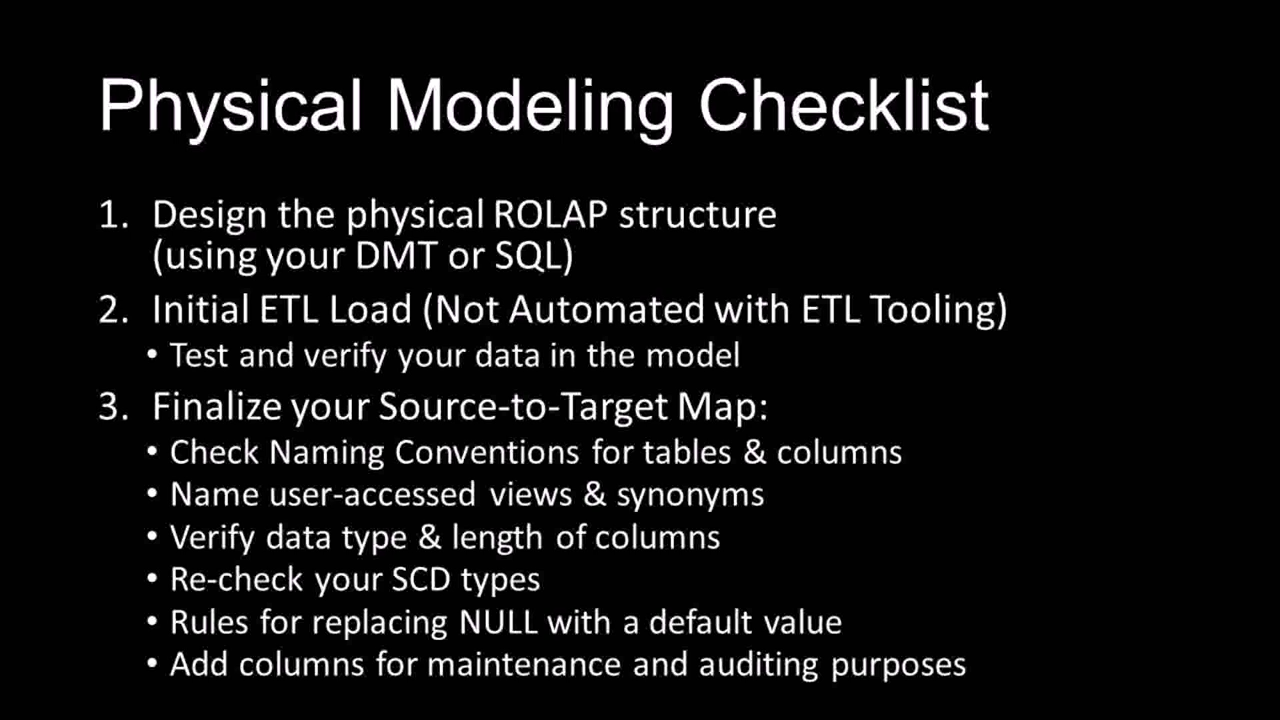 Physical Modeling Checklist
1. Design the physical ROLAP structure
(using your DMT or SQL)
2. Initial ETL Load (Not Automated with ETL Tooling)
• Test and verify your data in the model
3. Finalize your Source-to-Target Map:
• Check Naming Conventions for tables & columns
• Name user-accessed views & synonyms
• Verify data type & length of columns
• Re-check your SCD types
• Rules for replacing NULL with a default value
• Add columns for maintenance and auditing purposes